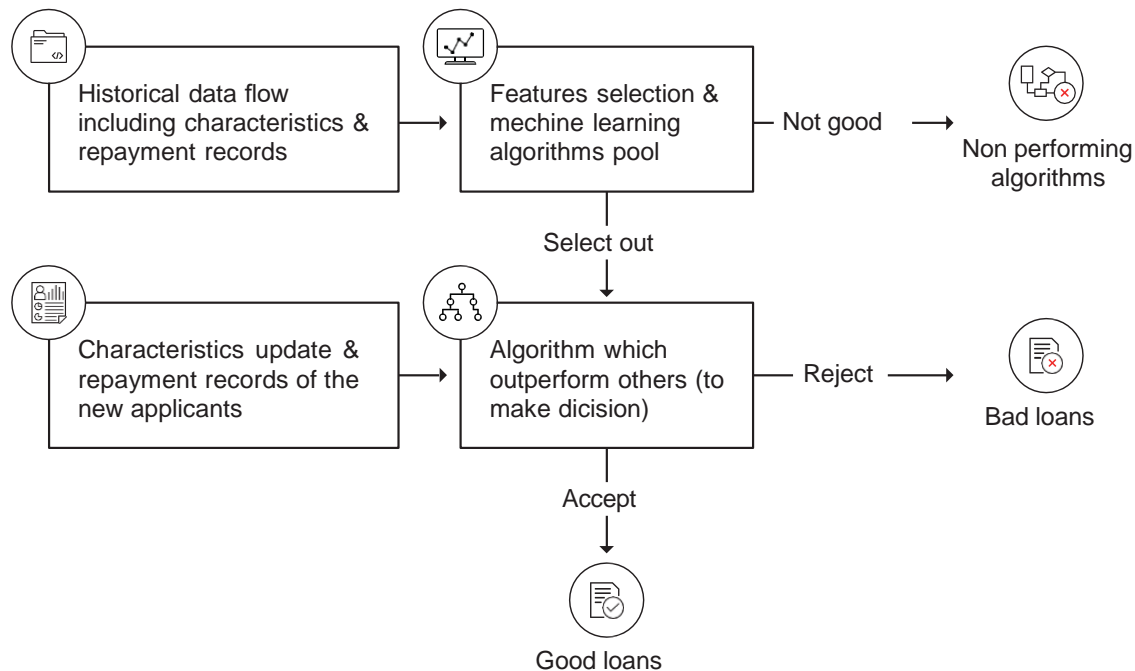 Historical data flow
including characteristics &
repayment records
Features selection &
mechine learning
algorithms pool
Not good
Non performing
algorithms
Select out
Characteristics update &
repayment records of the
new applicants
Algorithm which
outperform others (to
make dicision)
Reject
Bad loans
Accept
Good loans